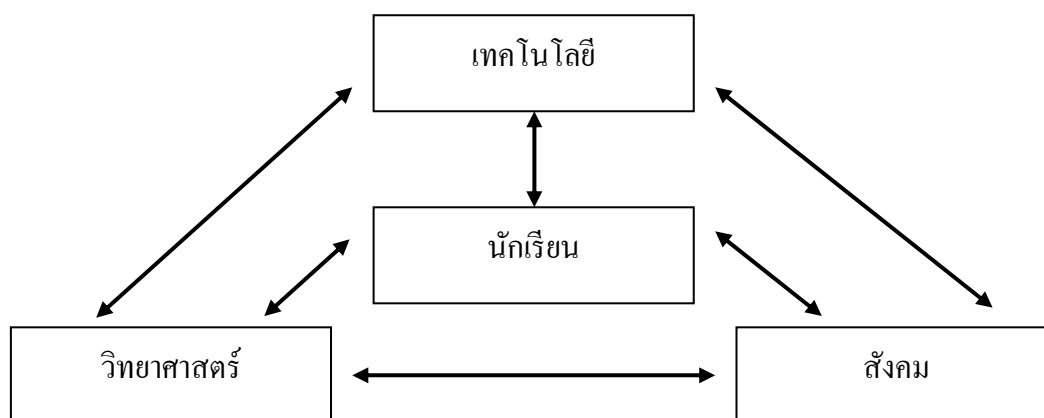 เทคโนโลยี
นักเรียน
วิทยาศาสตร์
สังคม